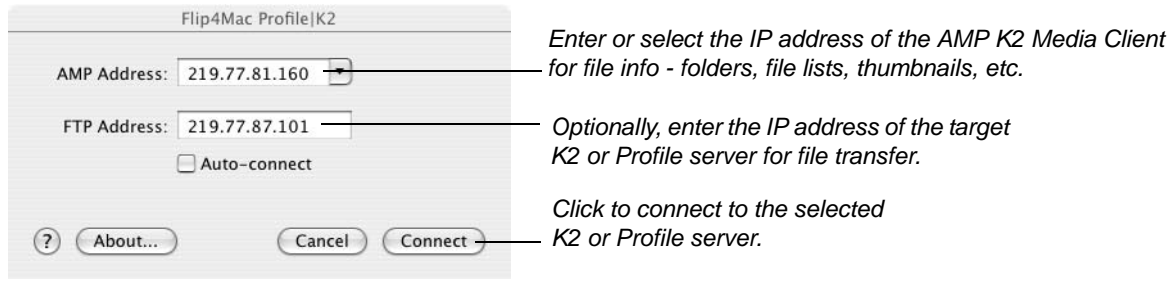 Flip4Mac Profile|K2
AMP Address: 219.77.81.160
Enter or select the IP address of the AMP K2 Media Client
for file info - folders, file lists, thumbnails, etc.
FTP Address: 219.77.87.101
Optionally, enter the IP address of the target
K2 or Profile server for file transfer.
Auto-connect
Click to connect to the selected
K2 or Profile server.
? About... Cancel Connect